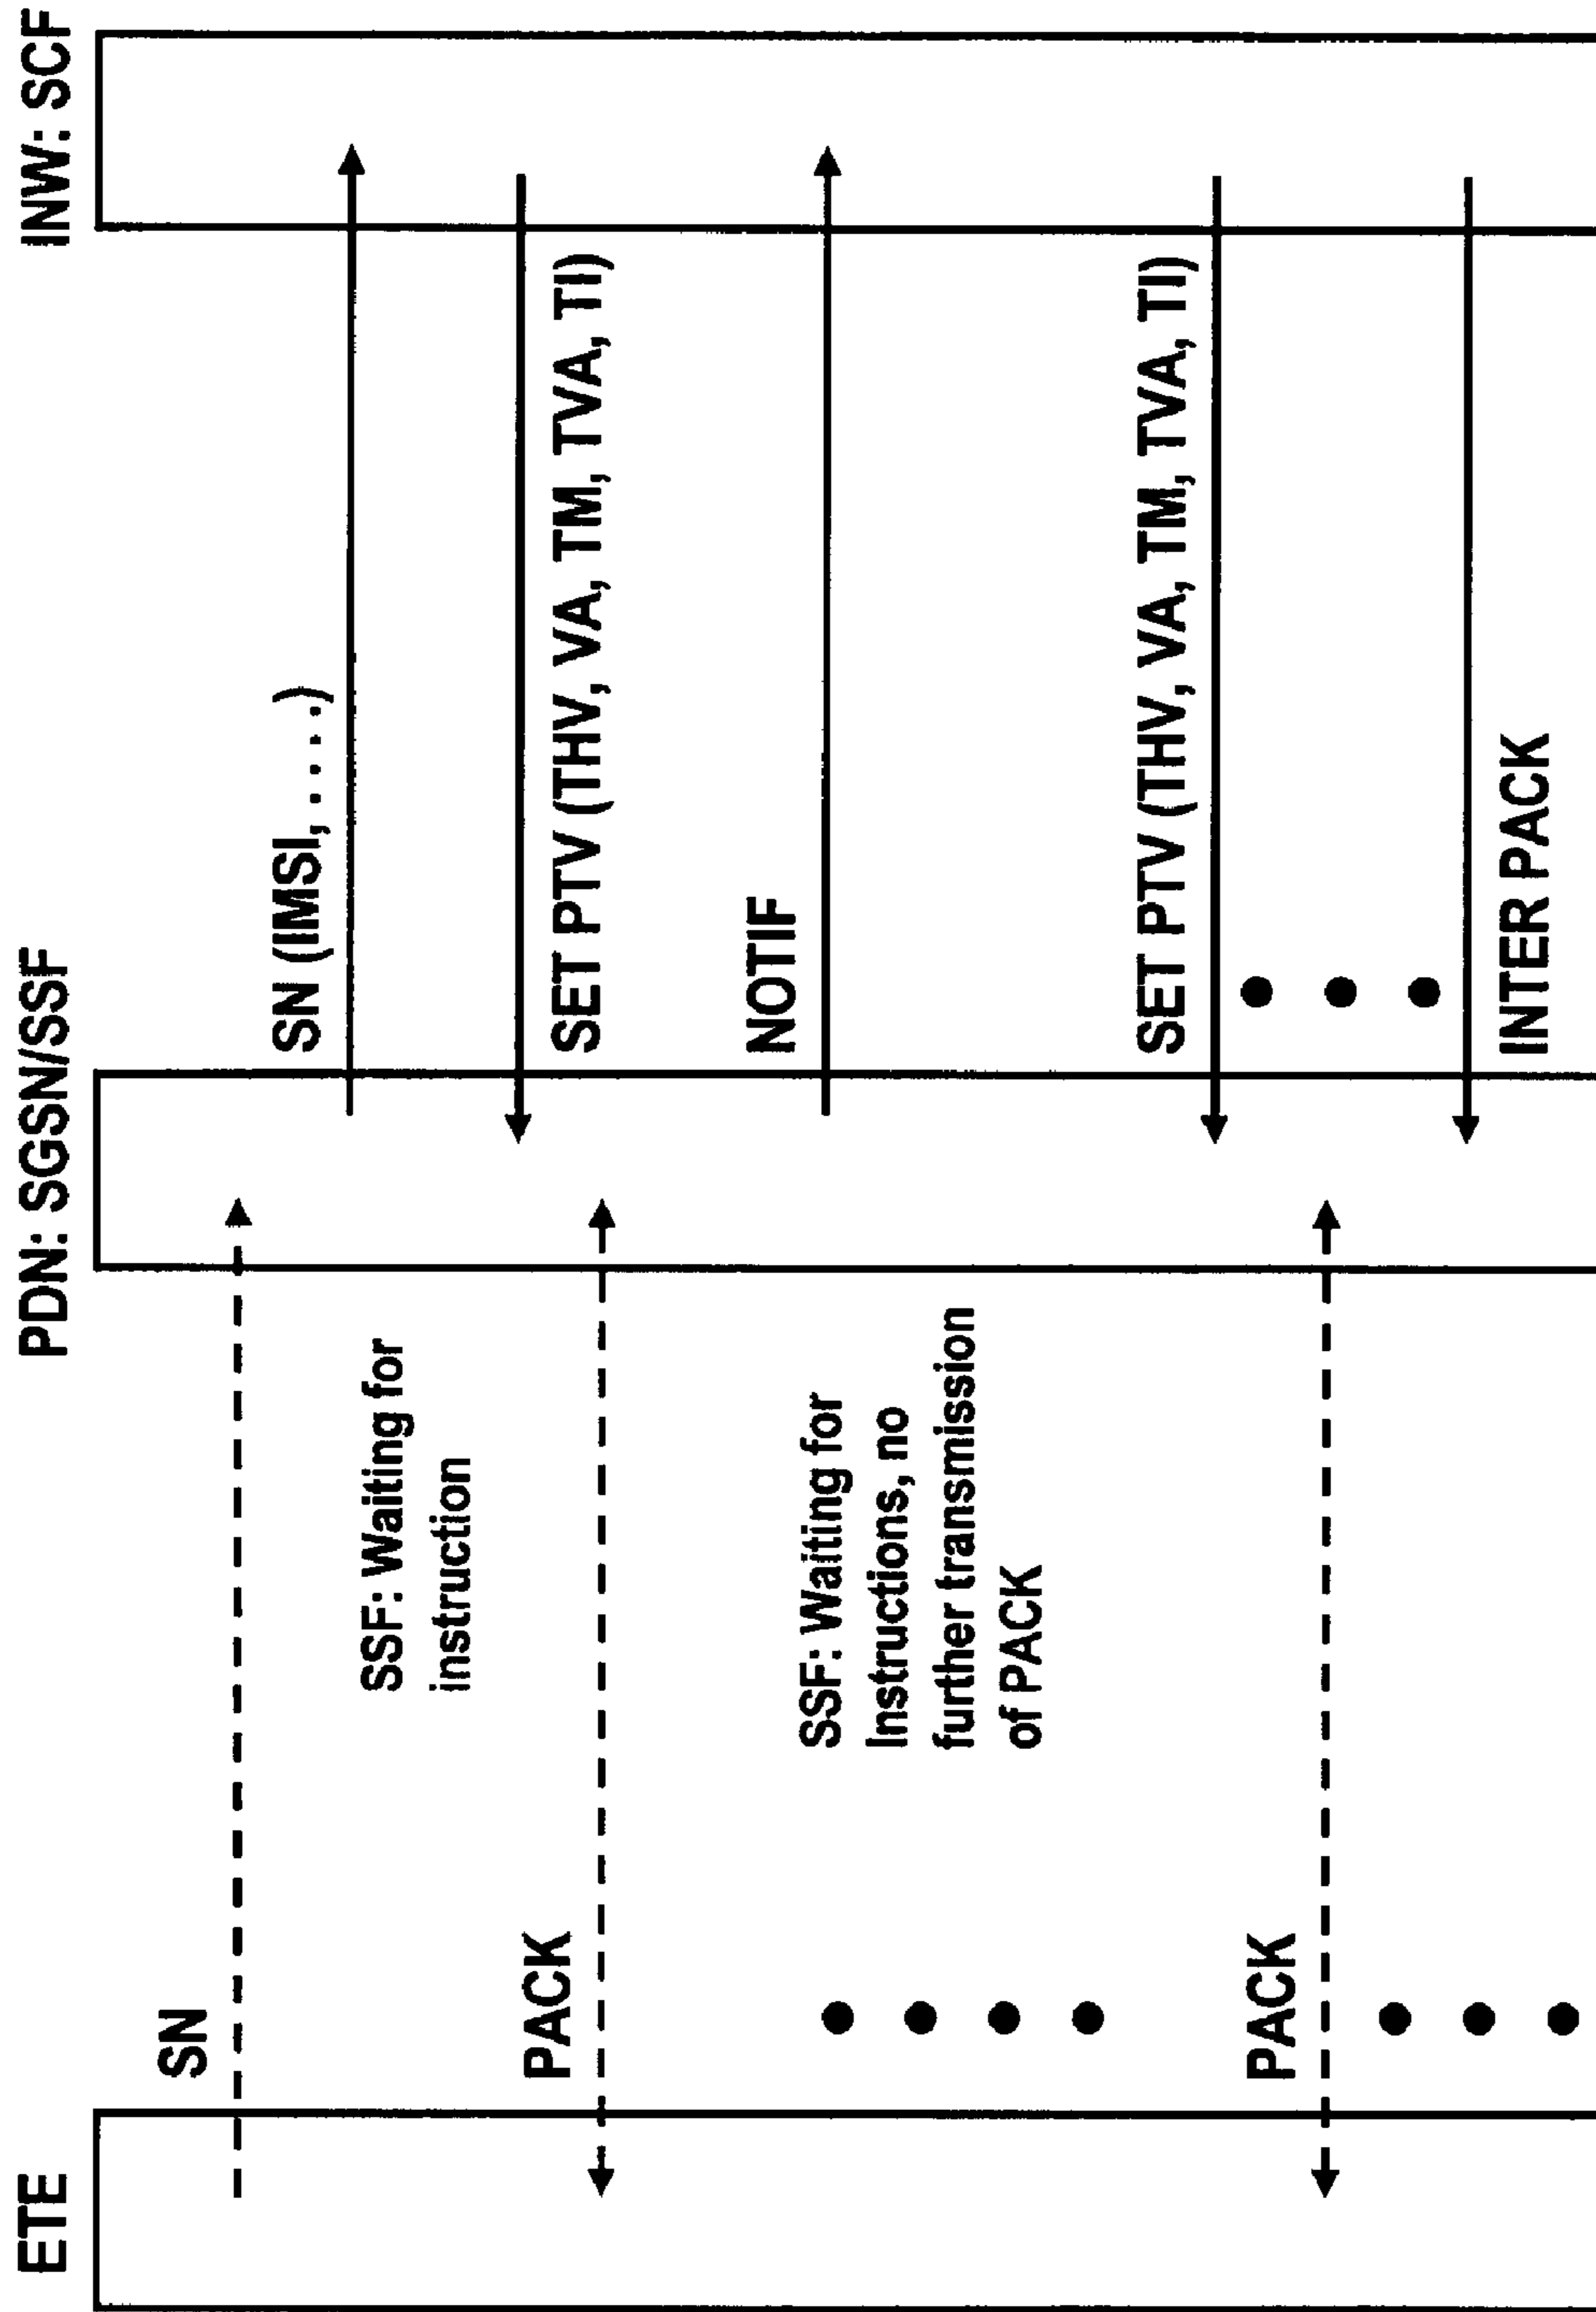 ETE
PDN: SGSN/SSF
INW: SCF
SN
SN (IMSI, . . . .)
SSF: Waiting for
instruction
SET PTV (THV, VA, TM, TVA, TI)
PACK
NOTIF
SSF: Waiting for
Instructions, no
further transmission
of PACK
SET PTV (THV, VA, TM, TVA, TI)
PACK
INTER PACK